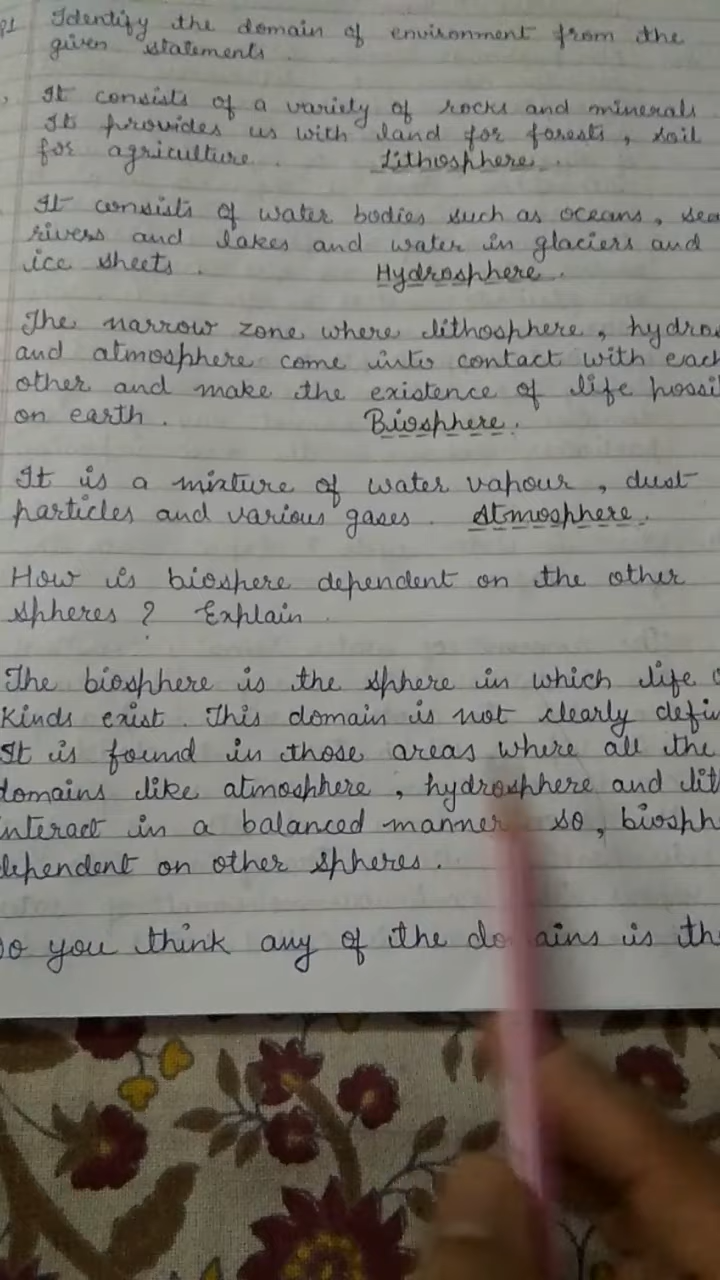 Identify the domain of environment from the
given statements.
It consists of a variety of rocks and minerals
It provides us with land for forests, soil
for agriculture. Lithosphere.
It consists of water bodies such as oceans,
rivers and lakes and water in glaciers and
ice sheets. Hydrosphere.
The narrow zone where lithosphere,
and atmosphere come into contact with each
other and make the existence of life
on earth. Biosphere.
It is a mixture of water vapour, dust
particles and various gases. Atmosphere.
How is biosphere dependent on the other
spheres? Explain.
The biosphere is the sphere in which life
kinds exist. This domain is not clearly
It is found in those areas where all the
domains like atmosphere, hydrosphere and
interact in a balanced manner so,
dependent on other spheres.
you think any of the is